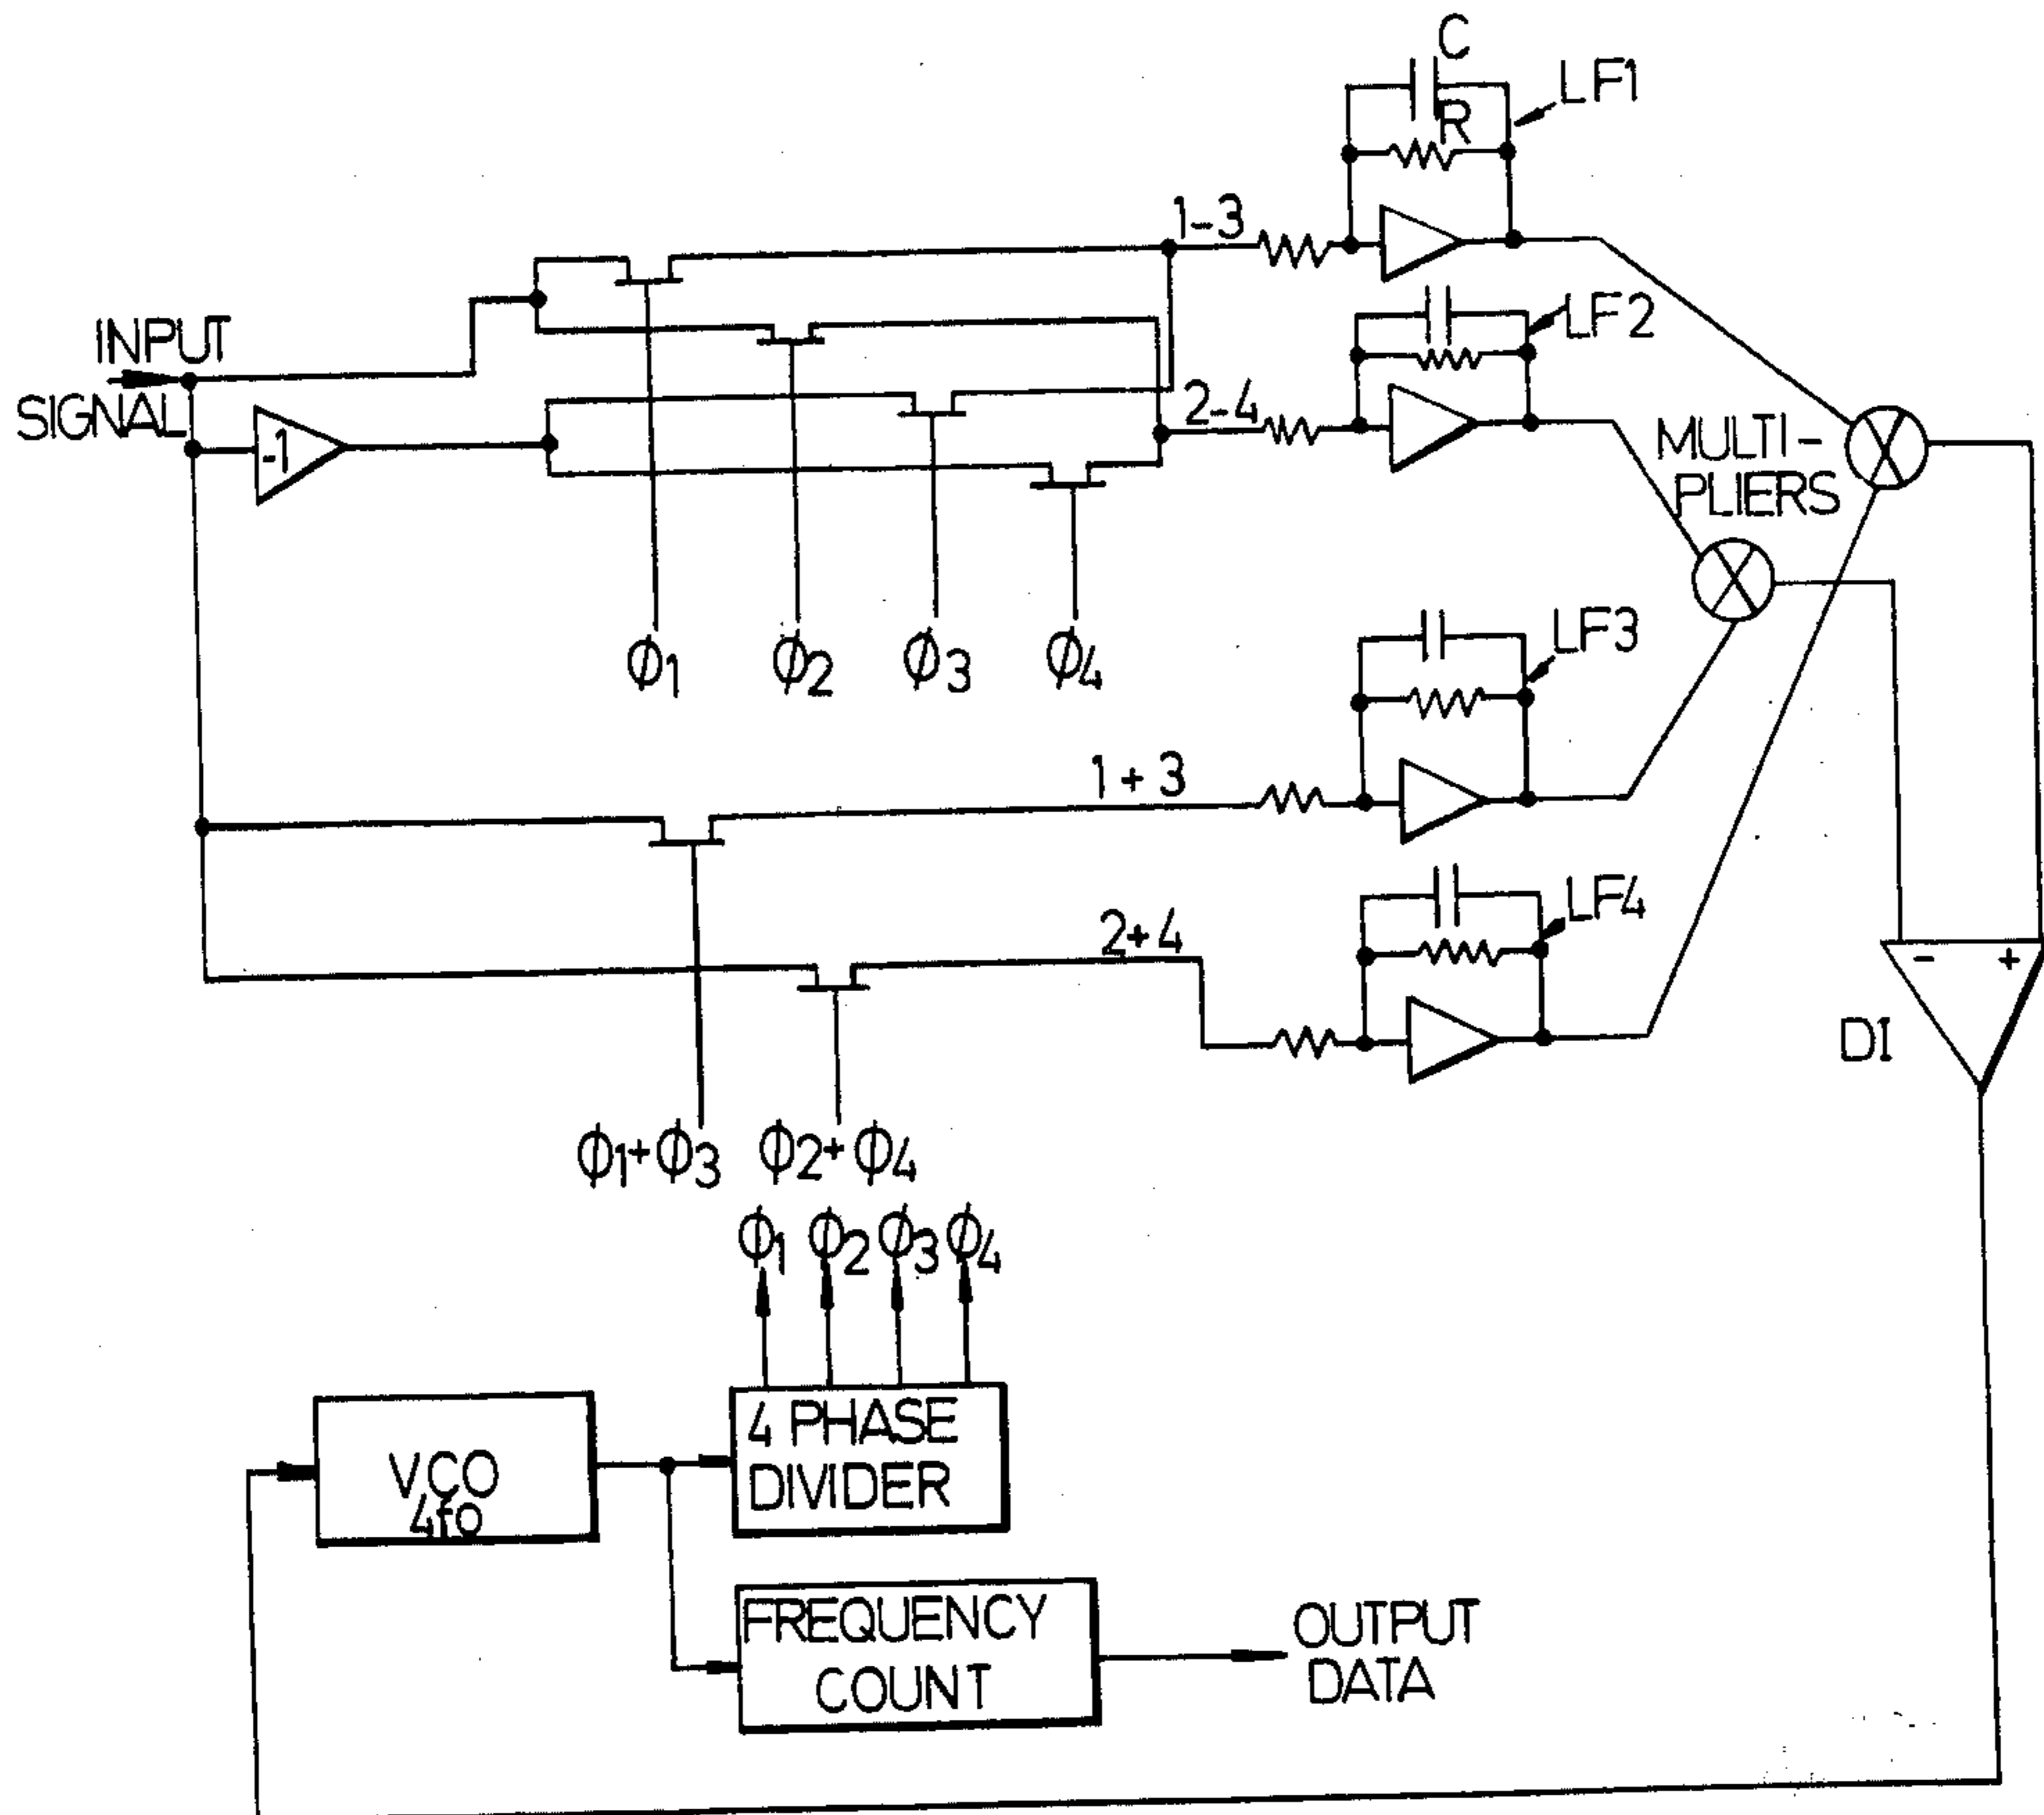 C
LF1
R
1-3
INPUT
SIGNAL
-1
LF2
2-4
MULTI-
PLIERS
ϕ1 ϕ2 ϕ3 ϕ4
LF3
1+3
LF4
2+4
- +
DI
ϕ1+ϕ3 ϕ2+ϕ4
ϕ1 ϕ2 ϕ3 ϕ4
4 PHASE
DIVIDER
VCO
4fo
FREQUENCY
COUNT
OUTPUT
DATA